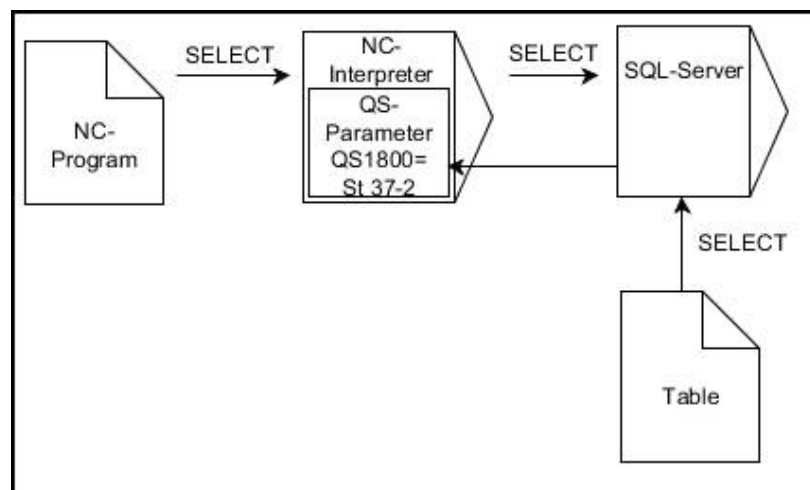 SELECT
NC-
Interpreter
SELECT
SQL-Server
NC-
Program
QS-
Parameter
QS1800=
St 37-2
SELECT
Table